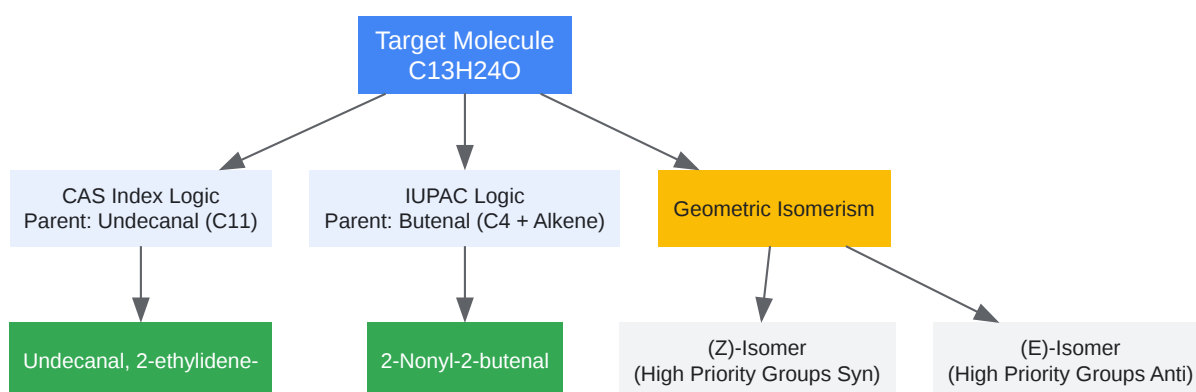 Target Molecule
C13H24O
CAS Index Logic
Parent: Undecanal (C11)
IUPAC Logic
Parent: Butenal (C4 + Alkene)
Geometric Isomerism
Undecanal, 2-ethylidene-
2-Nonyl-2-butenal
(Z)-Isomer
(High Priority Groups Syn)
(E)-Isomer
(High Priority Groups Anti)